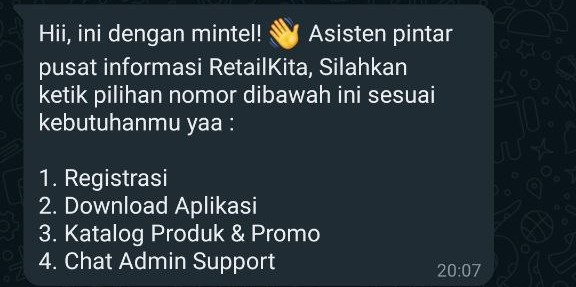 Hii, ini dengan mintel! 👋 Asisten pintar
pusat informasi RetailKita, Silahkan
ketik pilihan nomor dibawah ini sesuai
kebutuhanmu yaa :
1. Registrasi
2. Download Aplikasi
3. Katalog Produk & Promo
4. Chat Admin Support
20:07